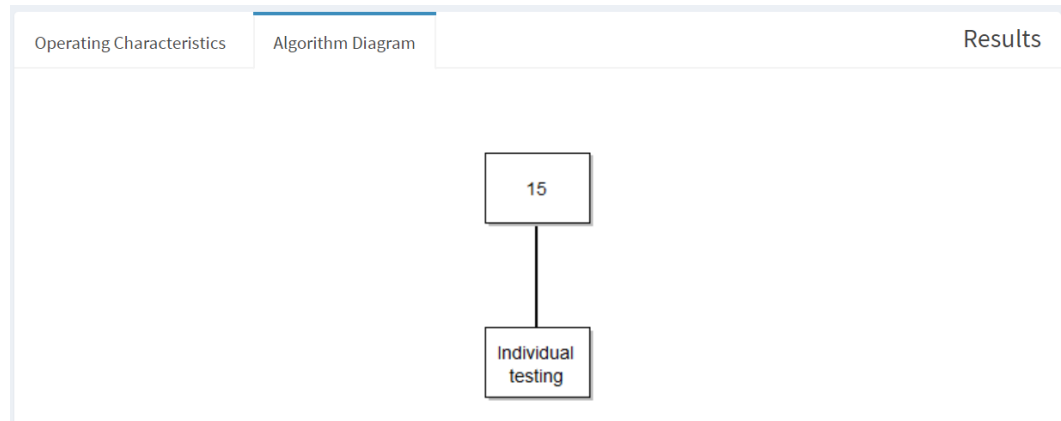 Operating Characteristics
Algorithm Diagram
Results
15
Individual
testing